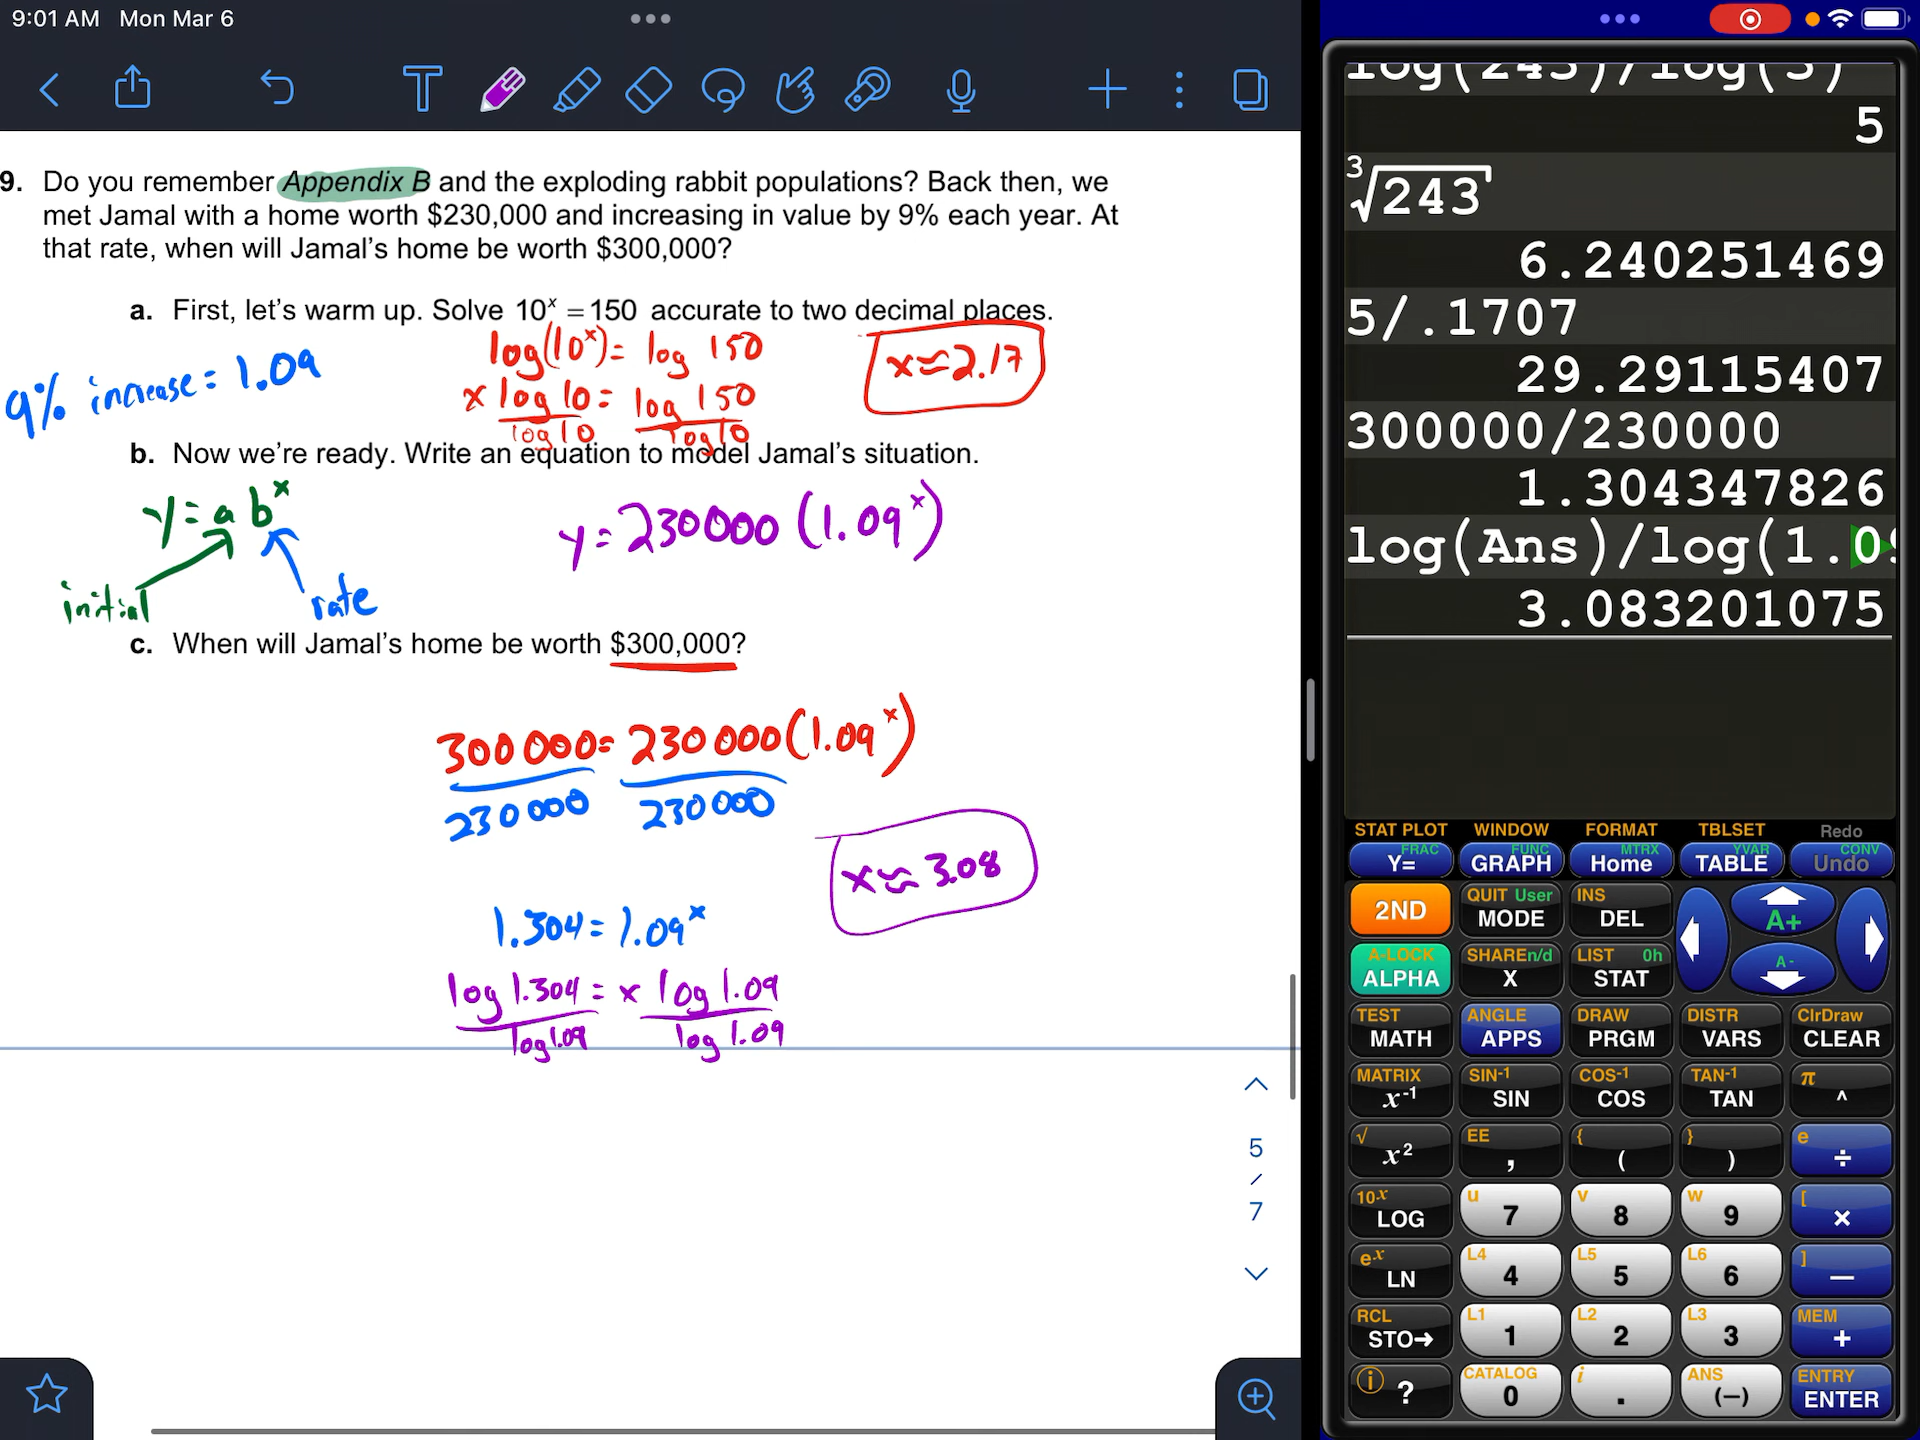 9:01 AM Mon Mar 6
9. Do you remember Appendix B and the exploding rabbit populations? Back then, we
met Jamal with a home worth $230,000 and increasing in value by 9% each year. At
that rate, when will Jamal's home be worth $300,000?
a. First, let's warm up. Solve 10^x = 150 accurate to two decimal places.
9% increase = 1.09
log(10^x) = log 150
x log 10 = log 150
log 10 log 10
x ≈ 2.17
b. Now we're ready. Write an equation to model Jamal's situation.
y = a b^x
initial
rate
y = 230000 (1.09^x)
c. When will Jamal's home be worth $300,000?
300 000 = 230 000 (1.09^x)
230 000 230 000
x ≈ 3.08
1.304 = 1.09^x
log 1.304 = x log 1.09
log 1.09 log 1.09
5
/
7
log(243)/log(3)
5
³√243
6.240251469
5/.1707
29.29115407
300000/230000
1.304347826
log(Ans)/log(1.09
3.083201075
STAT PLOT WINDOW FORMAT TBLSET Redo
FRAC FUNC MTRX YVAR CONV
Y= GRAPH Home TABLE Undo
QUIT User INS
2ND MODE DEL A+
A-LOCK SHARE n/d LIST 0h A-
ALPHA X STAT
TEST ANGLE DRAW DISTR ClrDraw
MATH APPS PRGM VARS CLEAR
MATRIX SIN-1 COS-1 TAN-1 π
x-1 SIN COS TAN ^
√ EE { } e
x² , ( ) ÷
10^x u v w [
LOG 7 8 9 ×
e^x L4 L5 L6 ]
LN 4 5 6 —
RCL L1 L2 L3 MEM
STO→ 1 2 3 +
i CATALOG i ANS ENTRY
? 0 . (−) ENTER